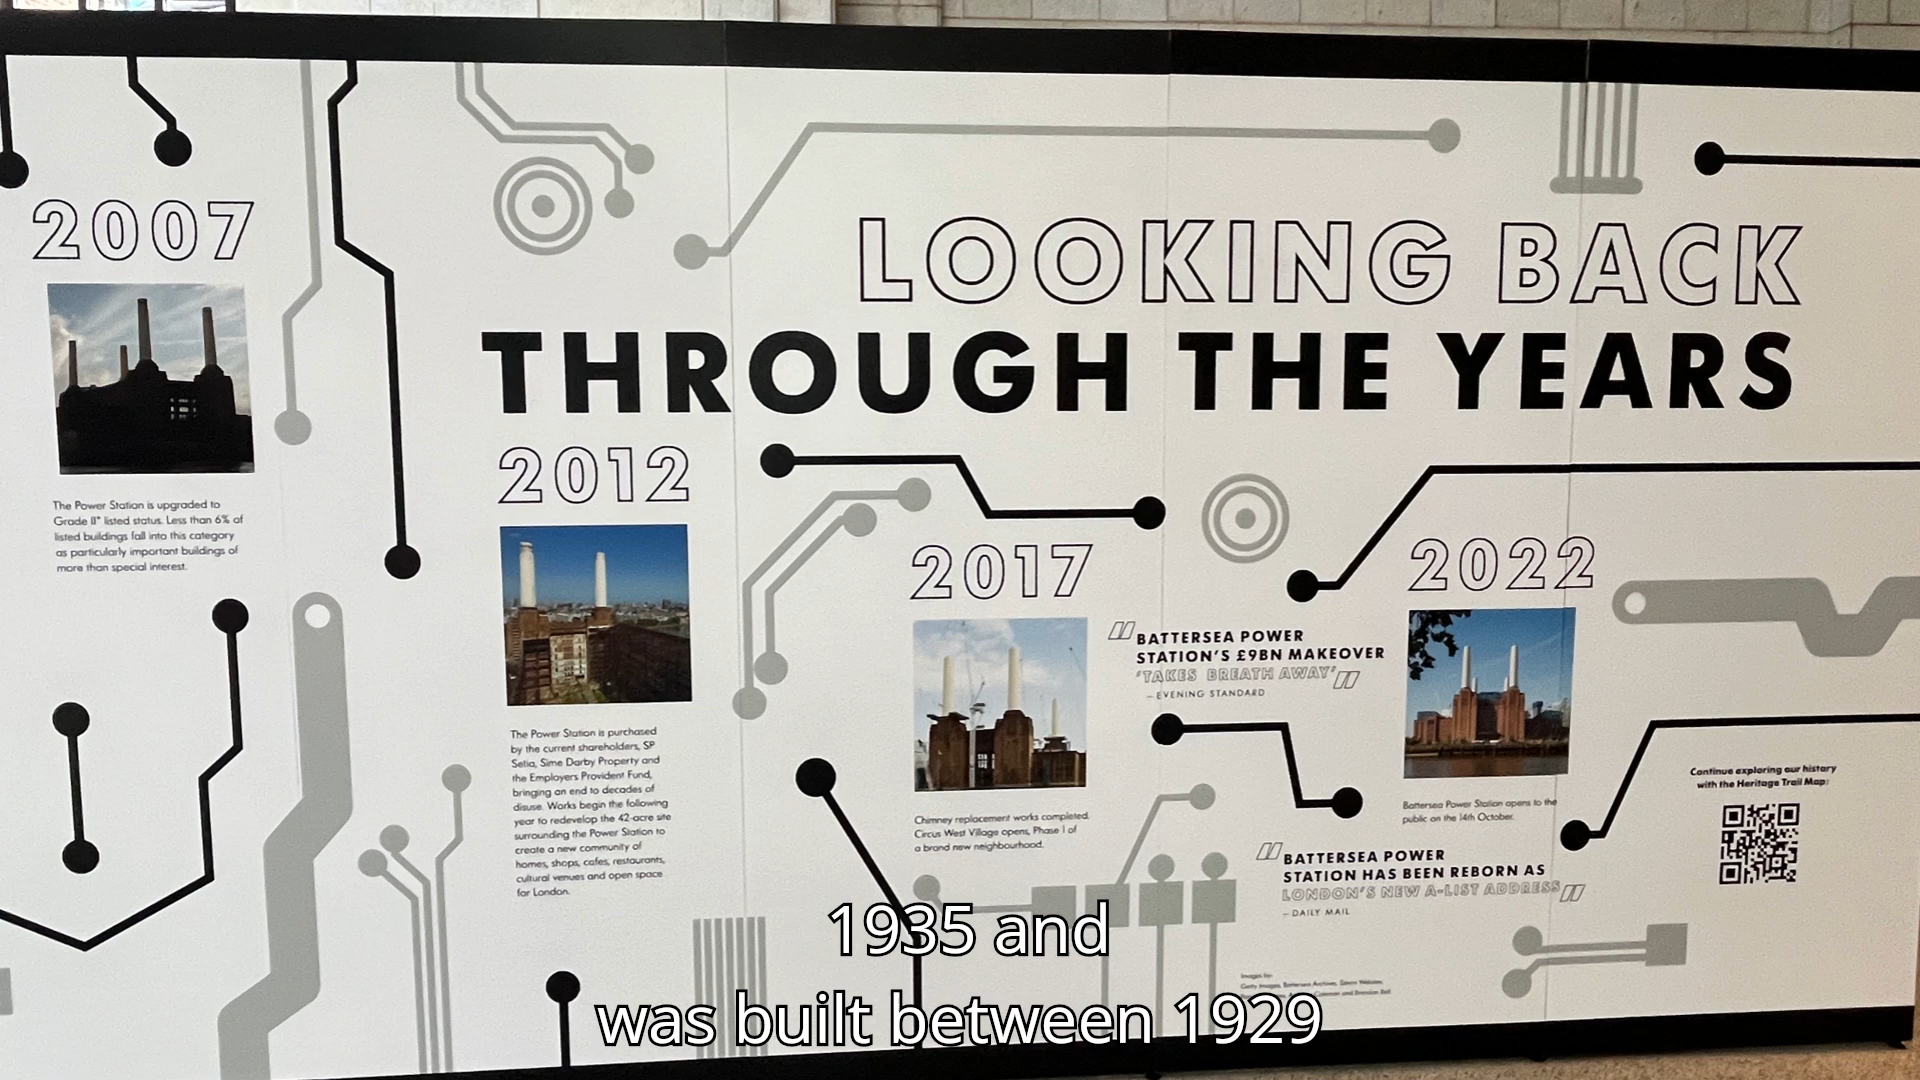 2007
The Power Station is upgraded to
Grade II* listed status. Less than 6% of
listed buildings fall into this category
as particularly important buildings of
more than special interest.
LOOKING BACK
THROUGH THE YEARS
2012
The Power Station is purchased
by the current shareholders, SP
Setia, Sime Darby Property and
the Employers Provident Fund,
bringing an end to decades of
disuse. Works begin the following
year to redevelop the 42-acre site
surrounding the Power Station to
create a new community of
homes, shops, cafes, restaurants,
cultural venues and open space
for London.
2017
Chimney replacement works completed.
Circus West Village opens, Phase 1 of
a brand new neighbourhood.
"BATTERSEA POWER
STATION'S £9BN MAKEOVER
'TAKES BREATH AWAY'"
– EVENING STANDARD
2022
Battersea Power Station opens to the
public on the 14th October.
"BATTERSEA POWER
STATION HAS BEEN REBORN AS
LONDON'S NEW A-LIST ADDRESS"
– DAILY MAIL
Continue exploring our history
with the Heritage Trail Map:
Getty Images, Battersea Archives,
and Brendan Bell
1935 and
was built between 1929